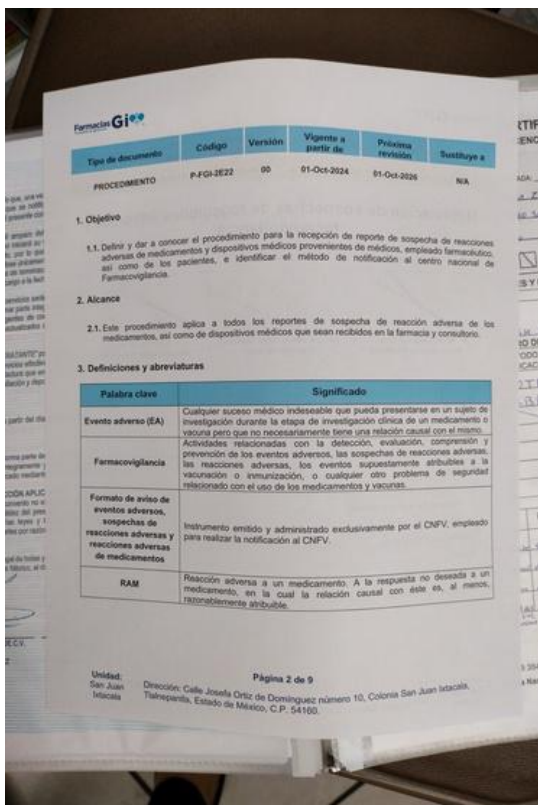 Farmacias Gi
Tipo de documento
Código
Versión
Vigente a
partir de
Próxima
revisión
Sustituye a
PROCEDIMIENTO
P-FGI-2E22
00
01-Oct-2024
01-Oct-2026
N/A
1. Objetivo
1.1. Definir y dar a conocer el procedimiento para la recepción de reporte de sospecha de reacciones
adversas de medicamentos y dispositivos médicos provenientes de médicos, empleado farmacéutico,
así como de los pacientes, e identificar el método de notificación al centro nacional de
Farmacovigilancia.
2. Alcance
2.1. Este procedimiento aplica a todos los reportes de sospecha de reacción adversa de los
medicamentos, así como de dispositivos médicos que sean recibidos en la farmacia y consultorio.
3. Definiciones y abreviaturas
Palabra clave
Significado
Evento adverso (EA)
Cualquier suceso médico indeseable que pueda presentarse en un sujeto de
investigación durante la etapa de investigación clínica de un medicamento o
vacuna pero que no necesariamente tiene una relación causal con el mismo.
Farmacovigilancia
Actividades relacionadas con la detección, evaluación, comprensión y
prevención de los eventos adversos, las sospechas de reacciones adversas,
las reacciones adversas, los eventos supuestamente atribuibles a la
vacunación o inmunización, o cualquier otro problema de seguridad
relacionado con el uso de los medicamentos y vacunas.
Formato de aviso de
eventos adversos,
sospechas de
reacciones adversas y
reacciones adversas
de medicamentos
Instrumento emitido y administrado exclusivamente por el CNFV, empleado
para realizar la notificación al CNFV.
RAM
Reacción adversa a un medicamento. A la respuesta no deseada a un
medicamento, en la cual la relación causal con éste es, al menos,
razonablemente atribuible.
Página 2 de 9
Unidad:
San Juan
Ixtacala
Dirección: Calle Josefa Ortiz de Domínguez número 10, Colonia San Juan Ixtacala,
Tlalnepantla, Estado de México, C.P. 54160.